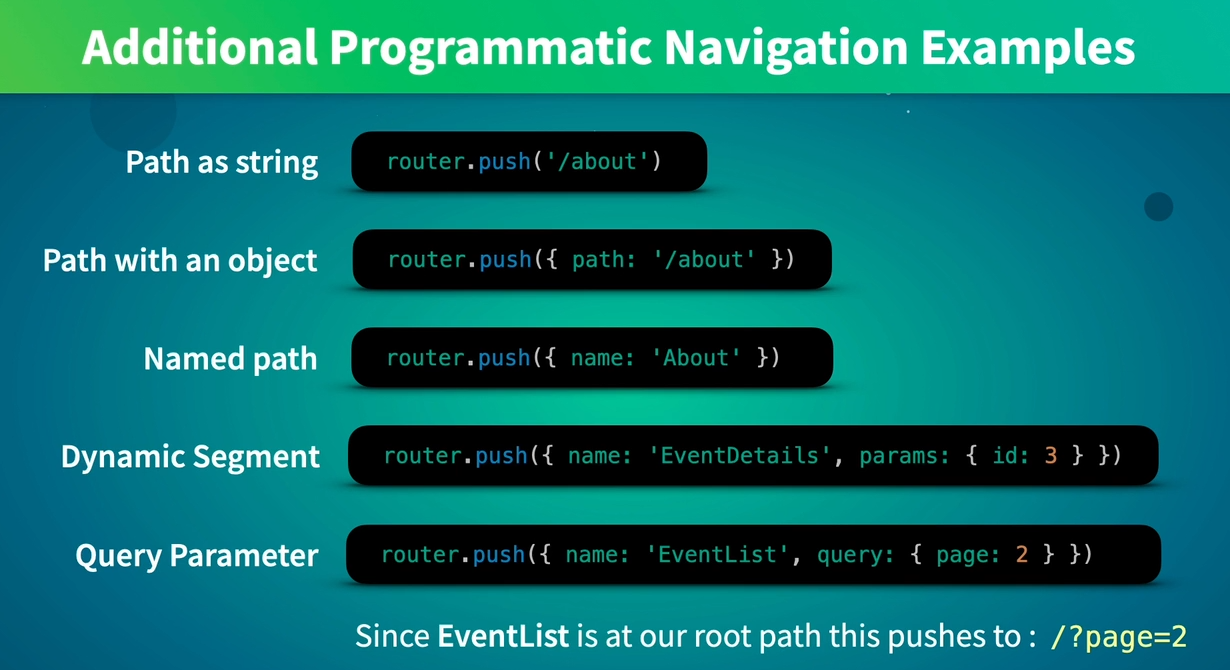 Additional Programmatic Navigation Examples
Path as string router.push('/about')
Path with an object router.push({ path: '/about' })
Named path router.push({ name: 'About' })
Dynamic Segment router.push({ name: 'EventDetails', params: { id: 3 } })
Query Parameter router.push({ name: 'EventList', query: { page: 2 } })
Since EventList is at our root path this pushes to : /?page=2